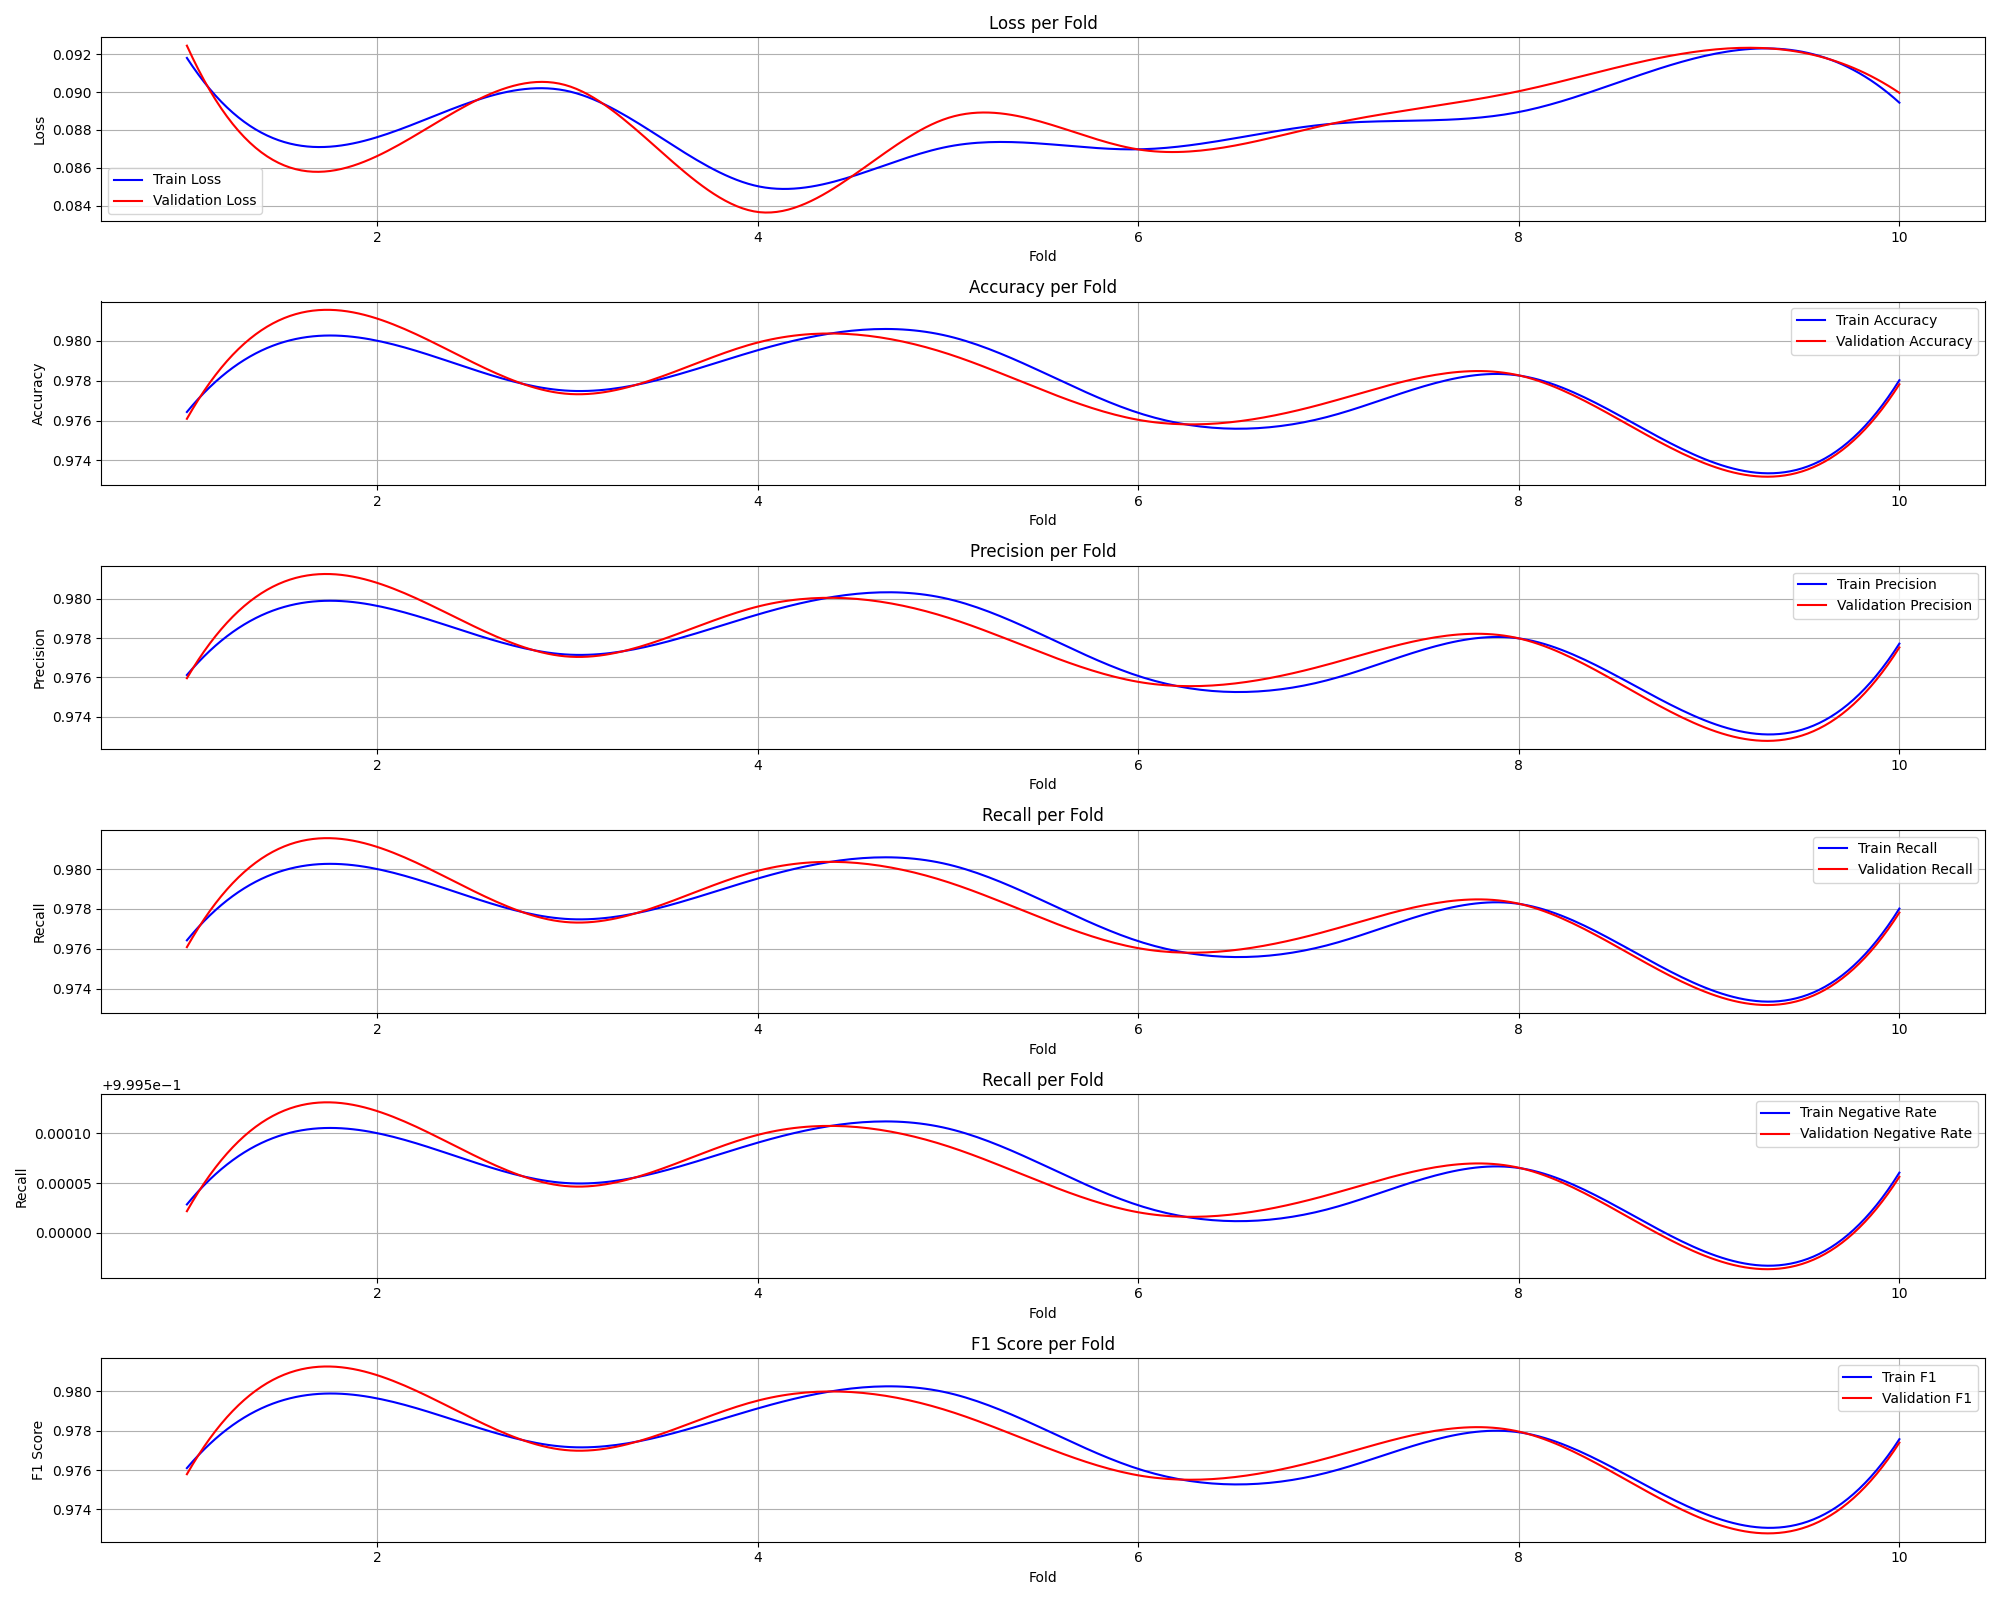 Loss per Fold
0.092
0.090
0.088
0.086
0.084
Loss
Train Loss
Validation Loss
2 4 6 8 10
Fold
Accuracy per Fold
0.980
0.978
0.976
0.974
Accuracy
Train Accuracy
Validation Accuracy
2 4 6 8 10
Fold
Precision per Fold
0.980
0.978
0.976
0.974
Precision
Train Precision
Validation Precision
2 4 6 8 10
Fold
Recall per Fold
0.980
0.978
0.976
0.974
Recall
Train Recall
Validation Recall
2 4 6 8 10
Fold
+9.995e−1
Recall per Fold
0.00010
0.00005
0.00000
Recall
Train Negative Rate
Validation Negative Rate
2 4 6 8 10
Fold
F1 Score per Fold
0.980
0.978
0.976
0.974
F1 Score
Train F1
Validation F1
2 4 6 8 10
Fold